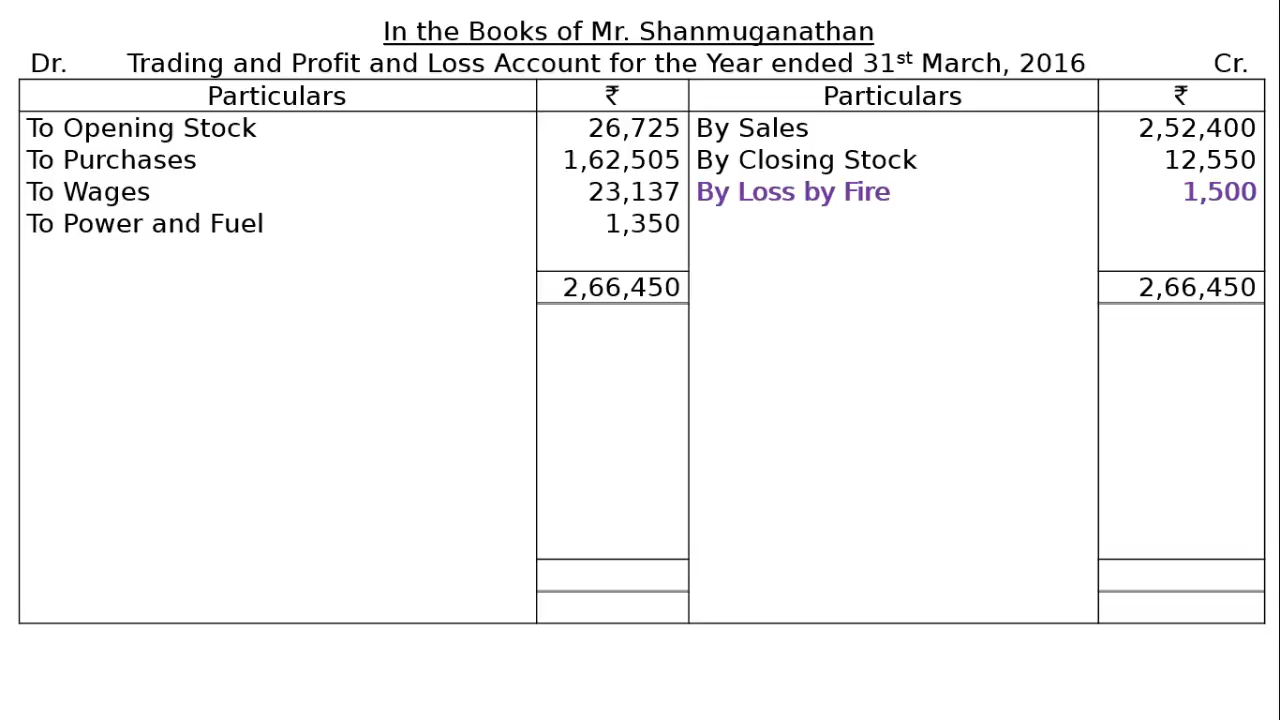 In the Books of Mr. Shanmuganathan
Dr. Trading and Profit and Loss Account for the Year ended 31st March, 2016 Cr.
Particulars ₹ Particulars ₹
To Opening Stock 26,725 By Sales 2,52,400
To Purchases 1,62,505 By Closing Stock 12,550
To Wages 23,137 By Loss by Fire 1,500
To Power and Fuel 1,350
2,66,450 2,66,450